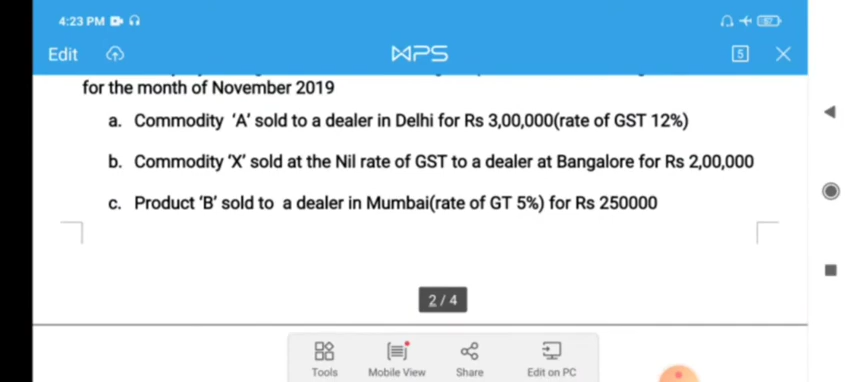 4:23 PM
Edit
WPS
5
for the month of November 2019
a. Commodity ‘A’ sold to a dealer in Delhi for Rs 3,00,000(rate of GST 12%)
b. Commodity ‘X’ sold at the Nil rate of GST to a dealer at Bangalore for Rs 2,00,000
c. Product ‘B’ sold to a dealer in Mumbai(rate of GT 5%) for Rs 250000
2 / 4
Tools Mobile View Share Edit on PC